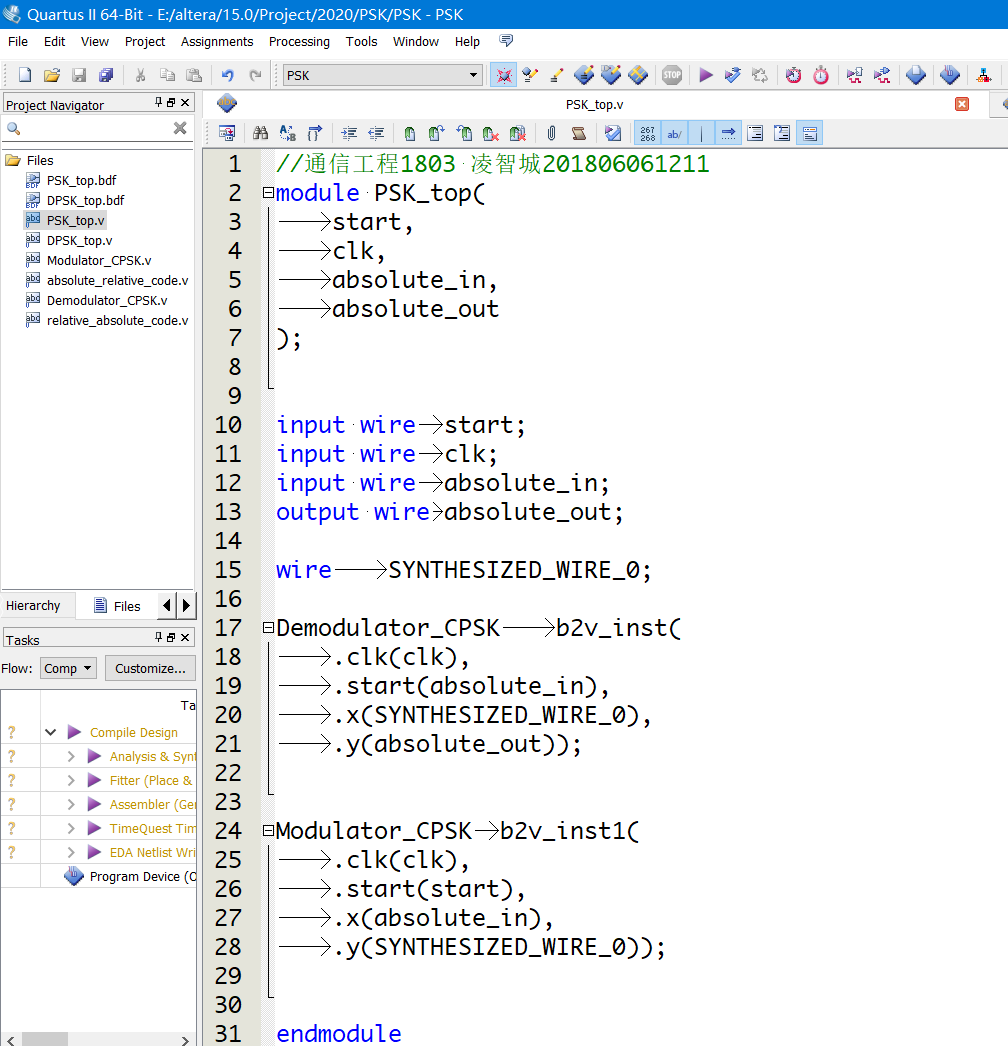 Quartus II 64-Bit - E:/altera/15.0/Project/2020/PSK/PSK - PSK
File Edit View Project Assignments Processing Tools Window Help
PSK
STOP
Project Navigator
PSK_top.v
267
268
ab/
Files
PSK_top.bdf
DPSK_top.bdf
PSK_top.v
DPSK_top.v
Modulator_CPSK.v
absolute_relative_code.v
Demodulator_CPSK.v
relative_absolute_code.v
Hierarchy Files
Tasks
Flow: Comp Customize...
Ta
Compile Design
Analysis & Synt
Fitter (Place &
Assembler (Ge
TimeQuest Tim
EDA Netlist Wri
Program Device (O
1 //通信工程1803 凌智城201806061211
2 module PSK_top(
3 start,
4 clk,
5 absolute_in,
6 absolute_out
7 );
8
9
10 input wire start;
11 input wire clk;
12 input wire absolute_in;
13 output wire absolute_out;
14
15 wire SYNTHESIZED_WIRE_0;
16
17 Demodulator_CPSK b2v_inst(
18 .clk(clk),
19 .start(absolute_in),
20 .x(SYNTHESIZED_WIRE_0),
21 .y(absolute_out));
22
23
24 Modulator_CPSK b2v_inst1(
25 .clk(clk),
26 .start(start),
27 .x(absolute_in),
28 .y(SYNTHESIZED_WIRE_0));
29
30
31 endmodule